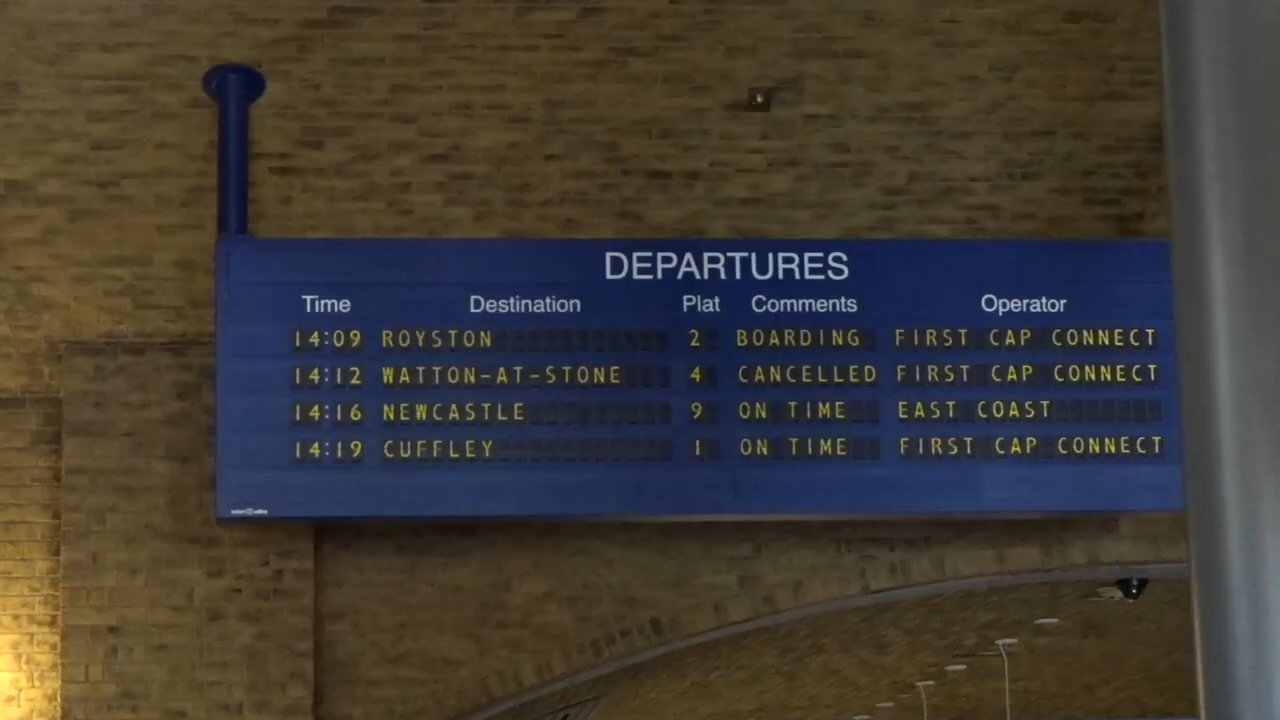 DEPARTURES
Time Destination Plat Comments Operator
14:09 ROYSTON 2 BOARDING FIRST CAP CONNECT
14:12 WATTON-AT-STONE 4 CANCELLED FIRST CAP CONNECT
14:16 NEWCASTLE 9 ON TIME EAST COAST
14:19 CUFFLEY 1 ON TIME FIRST CAP CONNECT